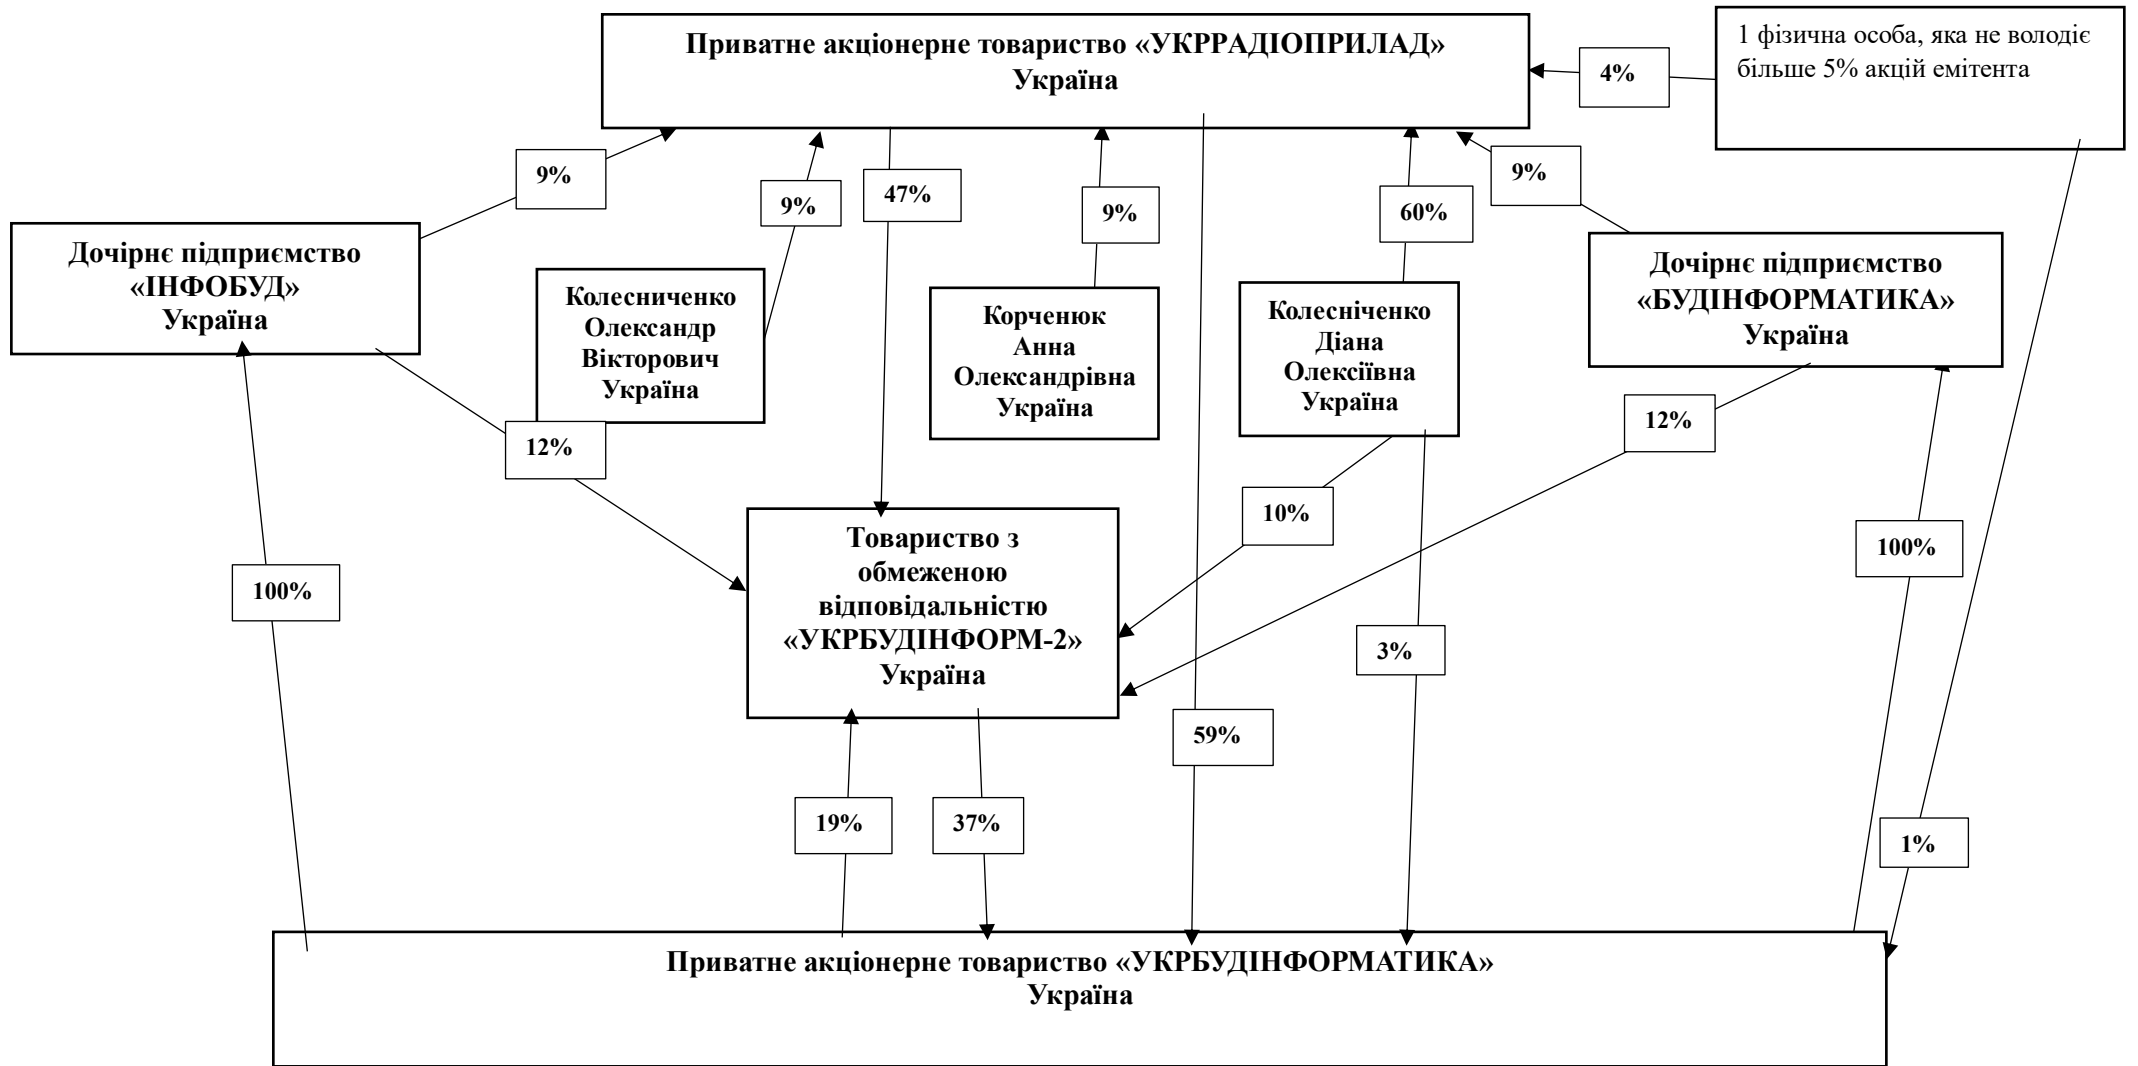 Приватне акціонерне товариство «УКРРАДІОПРИЛАД»
Україна
1 фізична особа, яка не володіє
більше 5% акцій емітента
4%
9%
9%
47%
9%
60%
9%
Дочірнє підприємство
«ІНФОБУД»
Україна
Колесниченко
Олександр
Вікторович
Україна
Корченюк
Анна
Олександрівна
Україна
Колесніченко
Діана
Олексіївна
Україна
Дочірнє підприємство
«БУДІНФОРМАТИКА»
Україна
12%
12%
10%
Товариство з
обмеженою
відповідальністю
«УКРБУДІНФОРМ-2»
Україна
100%
100%
3%
59%
19%
37%
1%
Приватне акціонерне товариство «УКРБУДІНФОРМАТИКА»
Україна